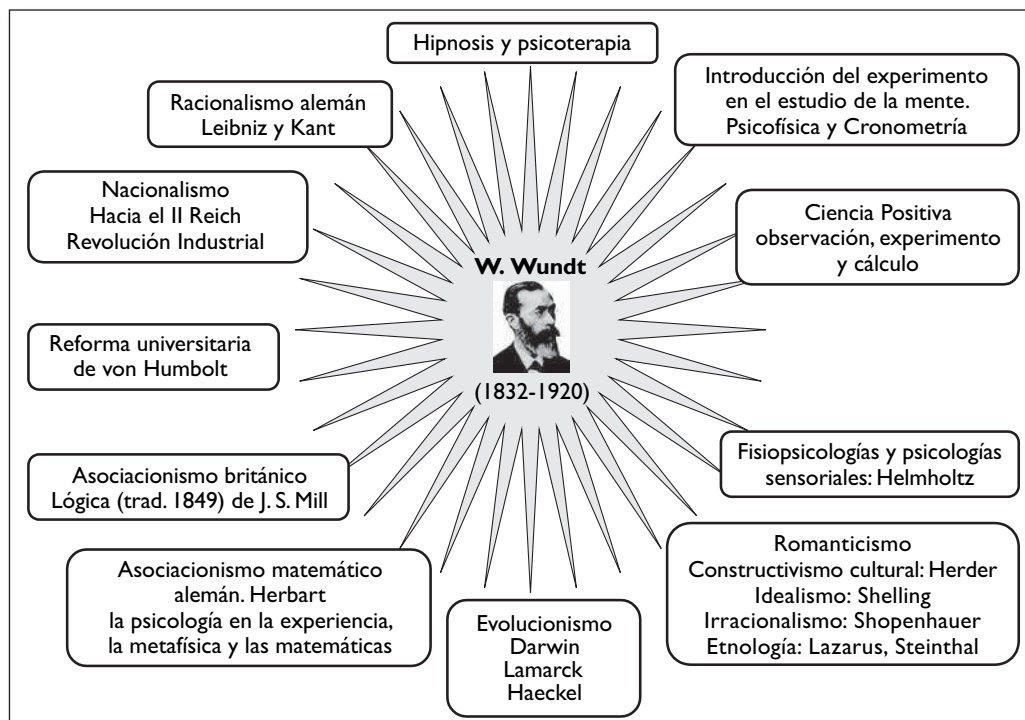 Hipnosis y psicoterapia
Introducción del experimento
en el estudio de la mente.
Psicofísica y Cronometría
Racionalismo alemán
Leibniz y Kant
Nacionalismo
Hacia el II Reich
Revolución Industrial
Ciencia Positiva
observación, experimento
y cálculo
W. Wundt
(1832-1920)
Reforma universitaria
de von Humbolt
Asociacionismo británico
Lógica (trad. 1849) de J. S. Mill
Fisiopsicologías y psicologías
sensoriales: Helmholtz
Asociacionismo matemático
alemán. Herbart
la psicología en la experiencia,
la metafísica y las matemáticas
Evolucionismo
Darwin
Lamarck
Haeckel
Romanticismo
Constructivismo cultural: Herder
Idealismo: Shelling
Irracionalismo: Shopenhauer
Etnología: Lazarus, Steinthal